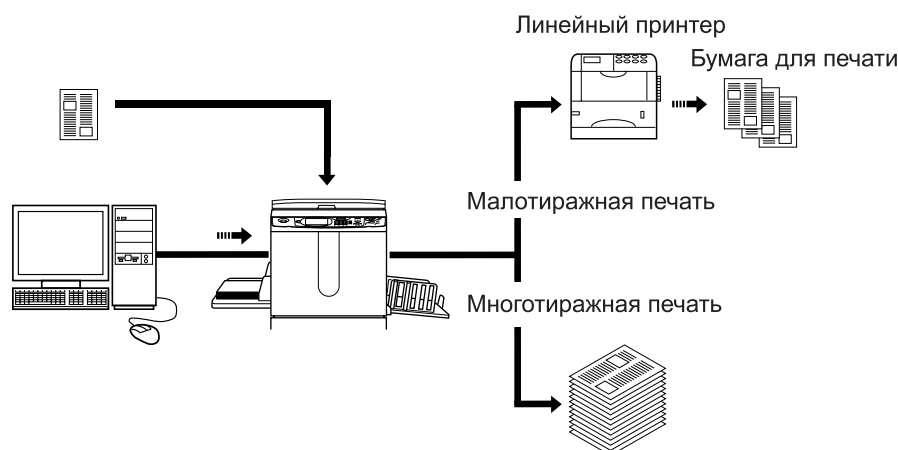 Линейный принтер
Бумага для печати
Малотиражная печать
Многотиражная печать